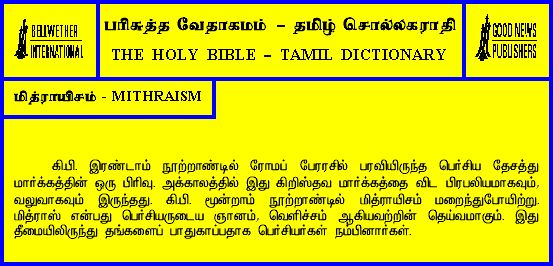 BELLWETHER
INTERNATIONAL
பரிசுத்த வேதாகமம் – தமிழ் சொல்லகராதி
THE HOLY BIBLE – TAMIL DICTIONARY
GOOD NEWS
PUBLISHERS
மித்ராயிசம் - MITHRAISM
கி.பி. இரண்டாம் நூற்றாண்டில் ரோமப் பேரரசில் பரவியிருந்த பெர்சிய தேசத்து
மார்க்கத்தின் ஒரு பிரிவு. அக்காலத்தில் இது கிறிஸ்தவ மார்க்கத்தை விட பிரபலியமாகவும்,
வலுவாகவும் இருந்தது. கி.பி. மூன்றாம் நூற்றாண்டில் மித்ராயிசம் மறைந்துபோயிற்று.
மித்ராஸ் என்பது பெர்சியருடைய ஞானம், வெளிச்சம் ஆகியவற்றின் தெய்வமாகும். இது
தீமையிலிருந்து தங்களைப் பாதுகாப்பதாக பெர்சியர்கள் நம்பினார்கள்.